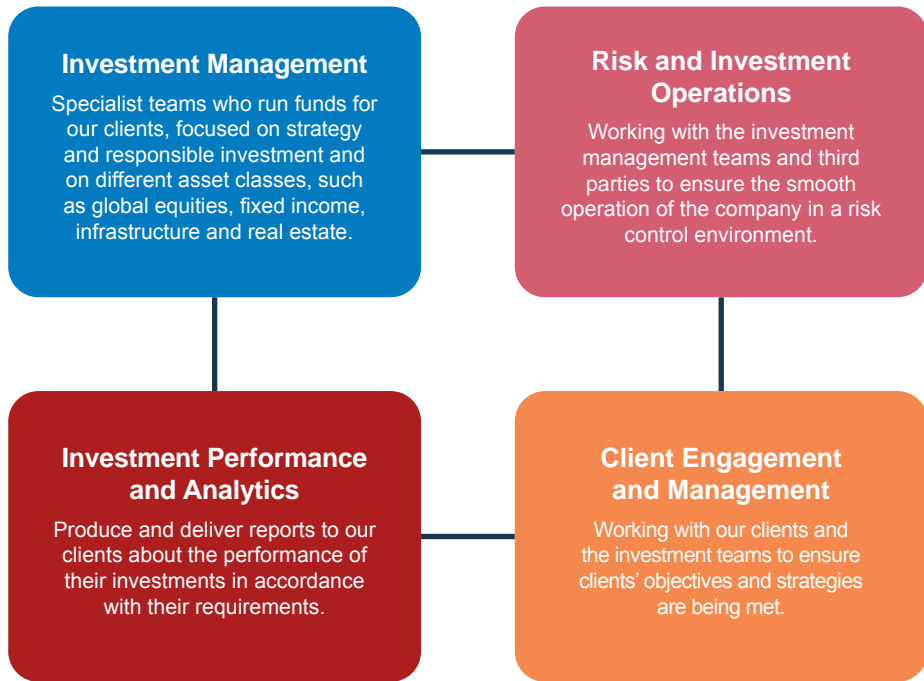 Investment Management
Specialist teams who run funds for
our clients, focused on strategy
and responsible investment and
on different asset classes, such
as global equities, fixed income,
infrastructure and real estate.
Risk and Investment
Operations
Working with the investment
management teams and third
parties to ensure the smooth
operation of the company in a risk
control environment.
Investment Performance
and Analytics
Produce and deliver reports to our
clients about the performance of
their investments in accordance
with their requirements.
Client Engagement
and Management
Working with our clients and
the investment teams to ensure
clients’ objectives and strategies
are being met.